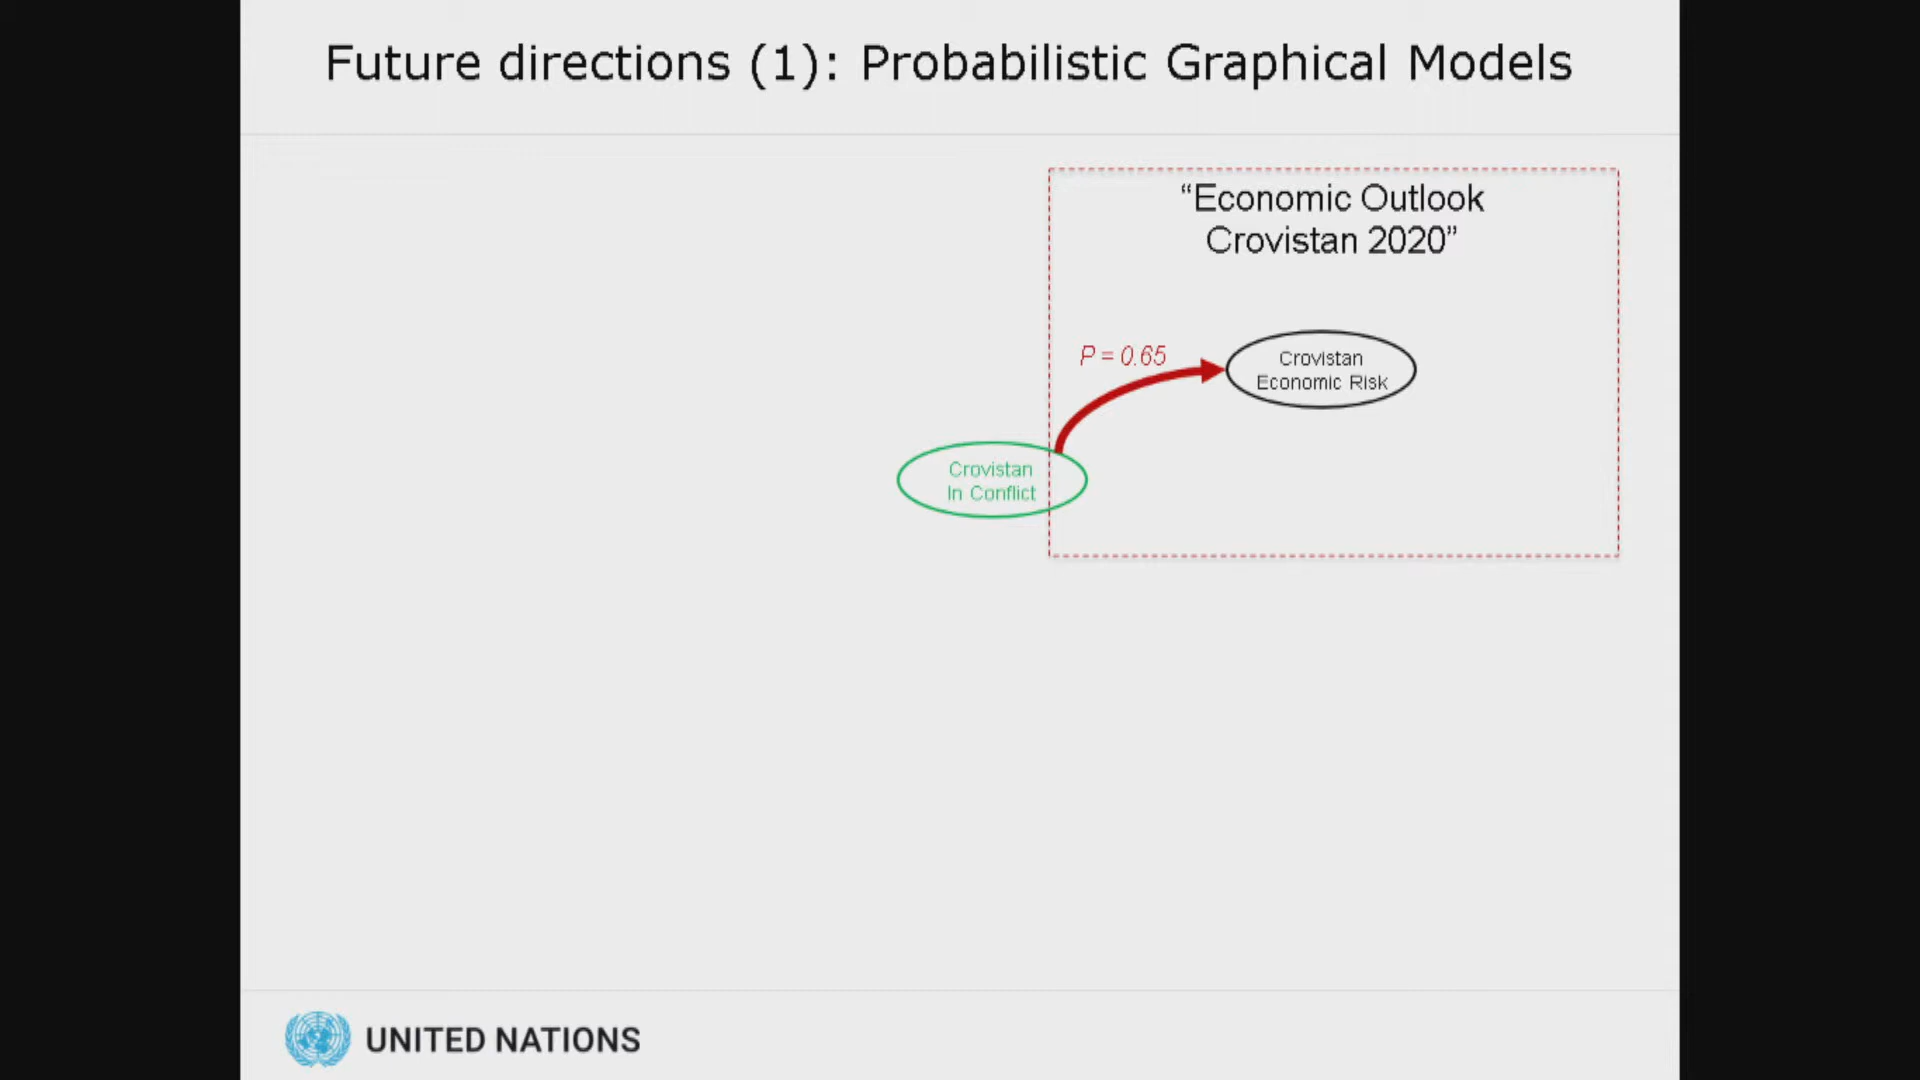 Future directions (1): Probabilistic Graphical Models
“Economic Outlook
Crovistan 2020”
P = 0.65
Crovistan
Economic Risk
Crovistan
In Conflict
UNITED NATIONS